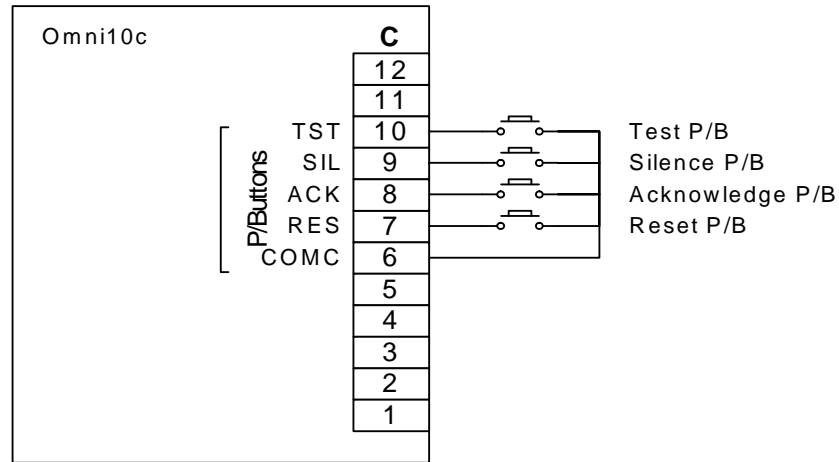 Omni10c C
12
11
TST 10 Test P/B
SIL 9 Silence P/B
ACK 8 Acknowledge P/B
RES 7 Reset P/B
COMC 6
P/Buttons
5
4
3
2
1